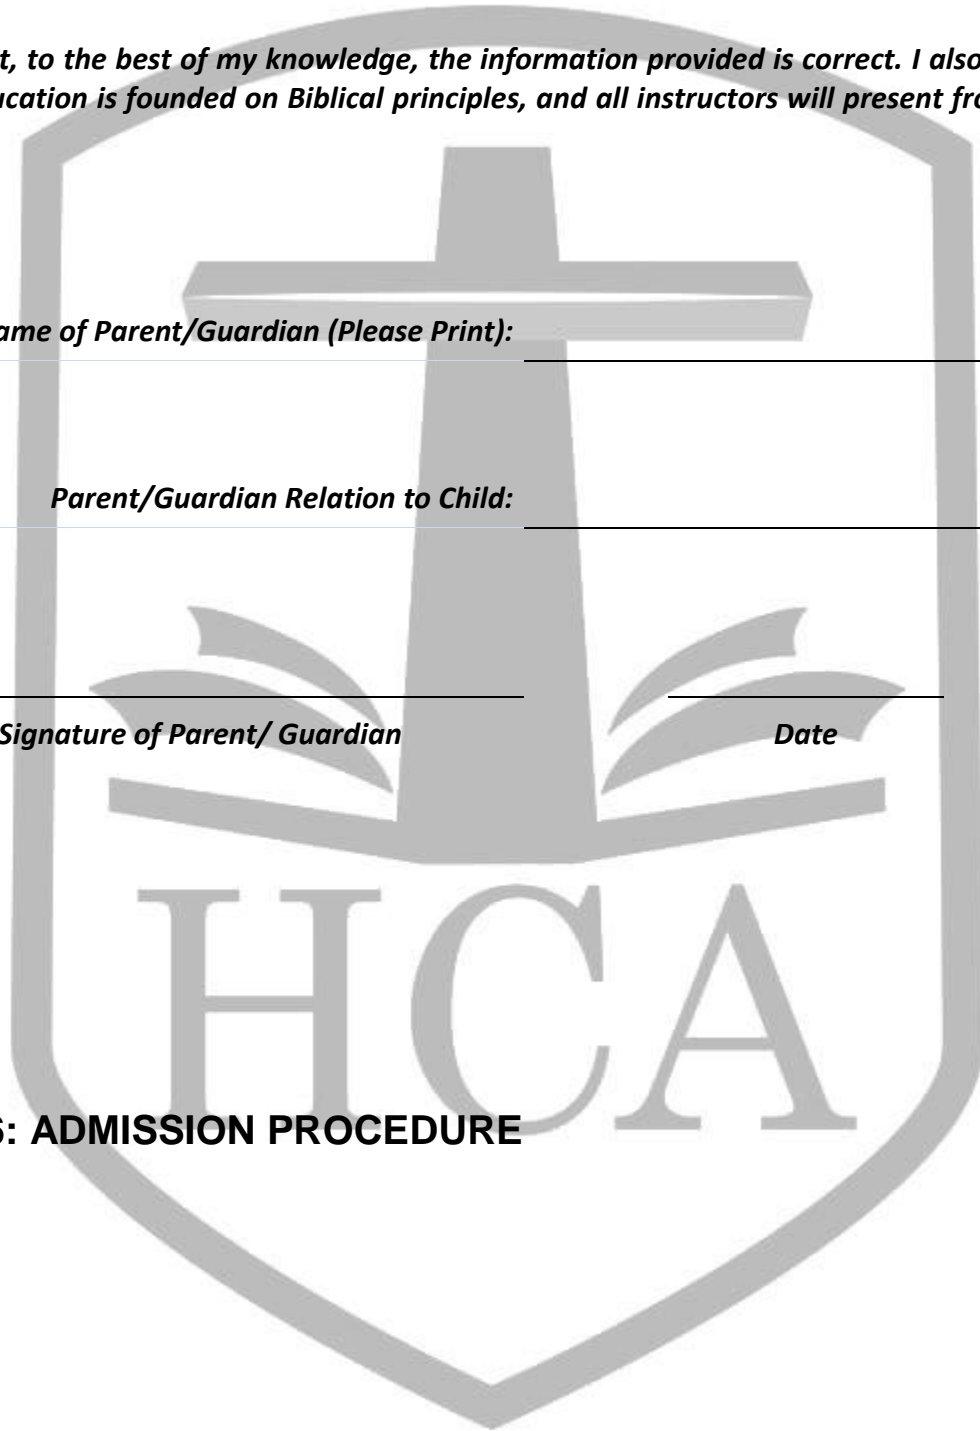 t, to the best of my knowledge, the information provided is correct. I also
ucation is founded on Biblical principles, and all instructors will present fro
ame of Parent/Guardian (Please Print):
Parent/Guardian Relation to Child:
Signature of Parent/ Guardian Date
HCA
6: ADMISSION PROCEDURE